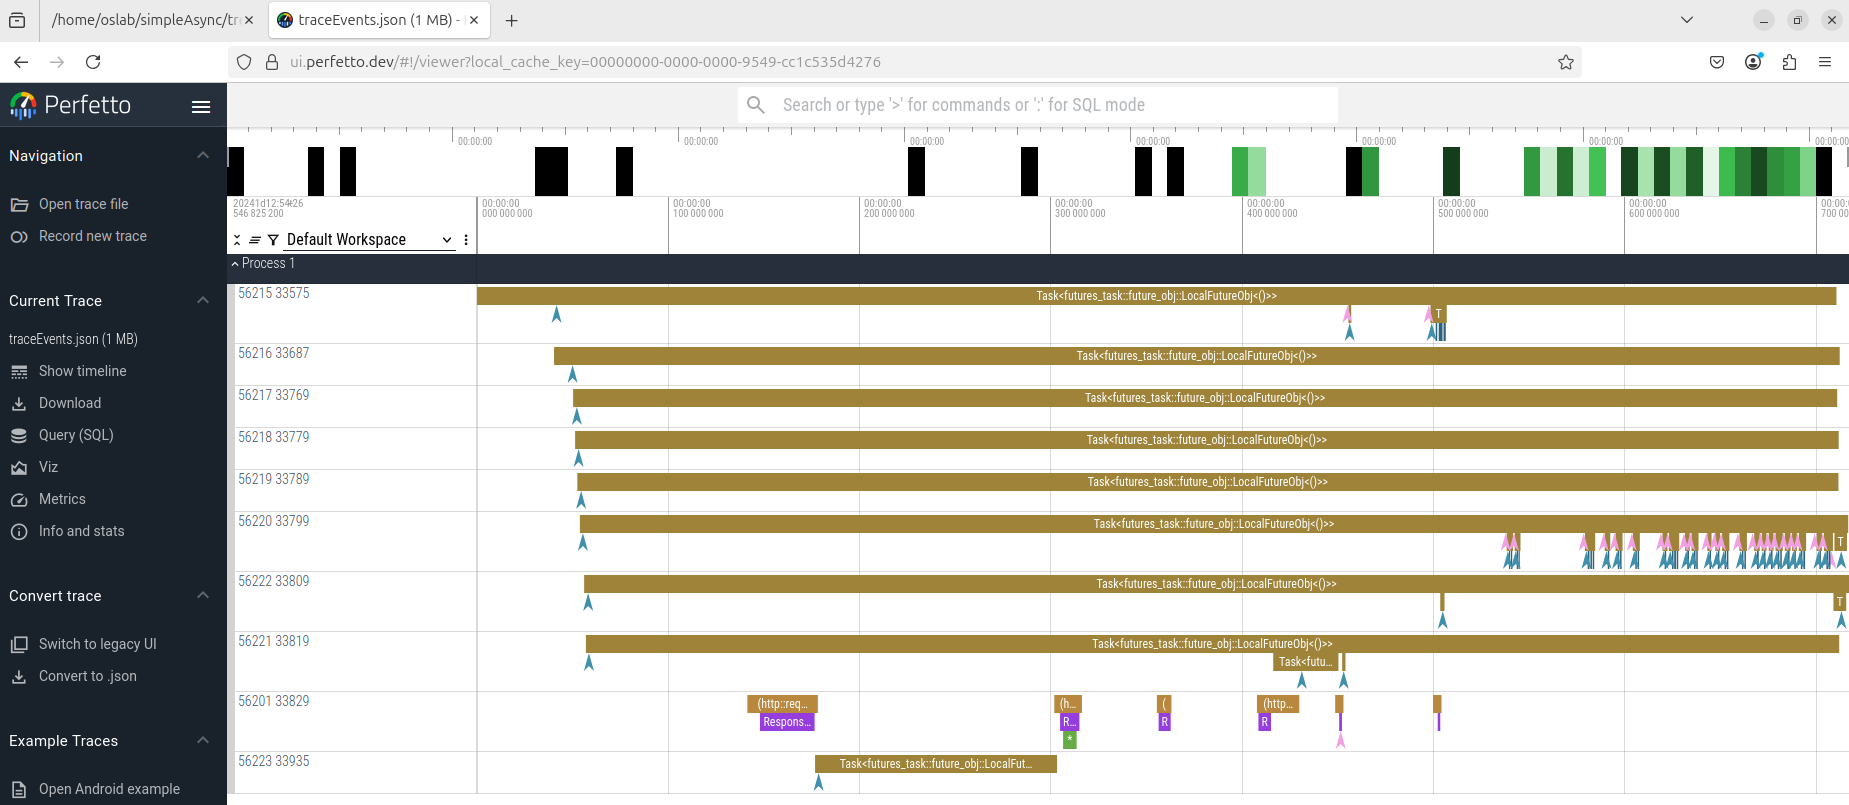 /home/oslab/simpleAsync/tr
traceEvents.json (1 MB) -
ui.perfetto.dev/#!/viewer?local_cache_key=00000000-0000-0000-9549-cc1c535d4276
Perfetto
Search or type '>' for commands or ':' for SQL mode
00:00:00 00:00:00 00:00:00 00:00:00 00:00:00 00:00:00 00:00:00
Navigation
Open trace file
Record new trace
Current Trace
traceEvents.json (1 MB)
Show timeline
Download
Query (SQL)
Viz
Metrics
Info and stats
Convert trace
Switch to legacy UI
Convert to .json
Example Traces
Open Android example
546 825 200
00:00:00 00:00:00 00:00:00 00:00:00 00:00:00 00:00:00 00:00:00 00:00:
000 000 000 100 000 000 200 000 000 300 000 000 400 000 000 500 000 000 600 000 000 700 00
Default Workspace
Process 1
56215 33575
Task<futures_task::future_obj::LocalFutureObj<()>>
T
56216 33687
Task<futures_task::future_obj::LocalFutureObj<()>>
56217 33769
Task<futures_task::future_obj::LocalFutureObj<()>>
56218 33779
Task<futures_task::future_obj::LocalFutureObj<()>>
56219 33789
Task<futures_task::future_obj::LocalFutureObj<()>>
56220 33799
Task<futures_task::future_obj::LocalFutureObj<()>>
T
56222 33809
Task<futures_task::future_obj::LocalFutureObj<()>>
T
56221 33819
Task<futures_task::future_obj::LocalFutureObj<()>>
Task<futu...
56201 33829
(http::req... (h... ( (http...
Respons... R... R R
*
56223 33935
Task<futures_task::future_obj::LocalFut...